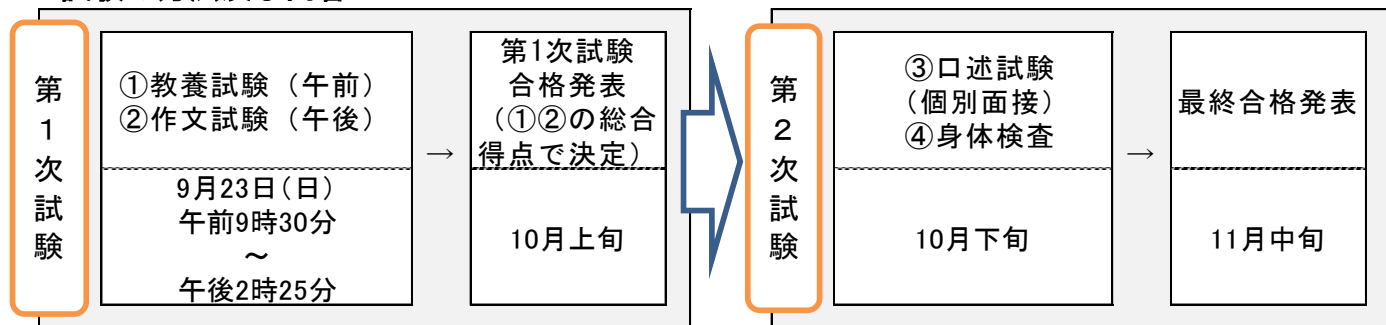 第
1
次
試
験
①教養試験（午前）
②作文試験（午後）
9月23日(日)
午前9時30分
～
午後2時25分
→
第1次試験
合格発表
（①②の総合
得点で決定）
10月上旬
第
2
次
試
験
③口述試験
(個別面接)
④身体検査
10月下旬
→
最終合格発表
11月中旬